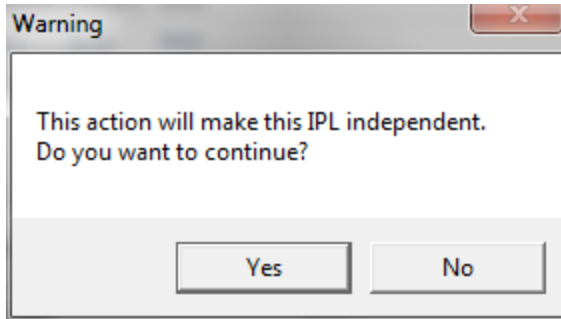 Warning
This action will make this IPL independent.
Do you want to continue?
Yes No